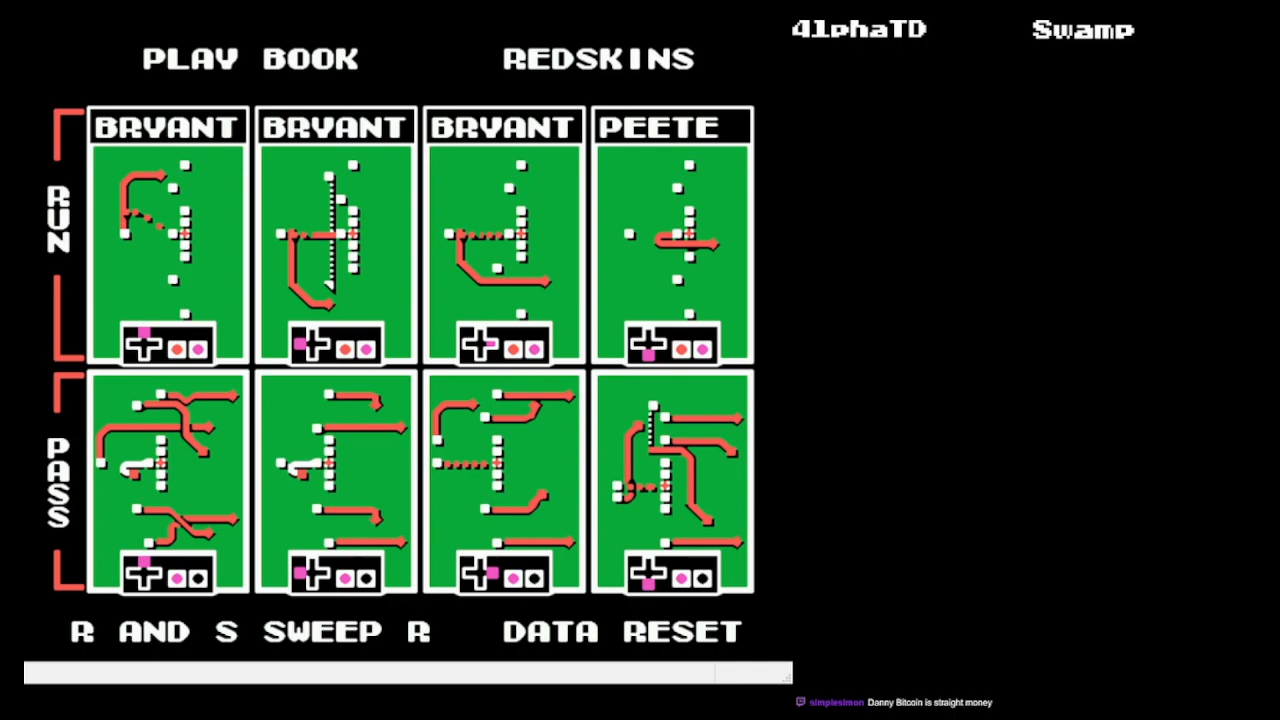 4lphaTD Swamp
PLAY BOOK REDSKINS
BRYANT BRYANT BRYANT PEETE
RUN
PASS
R AND S SWEEP R DATA RESET
simplesimon Danny Bitcoin is straight money